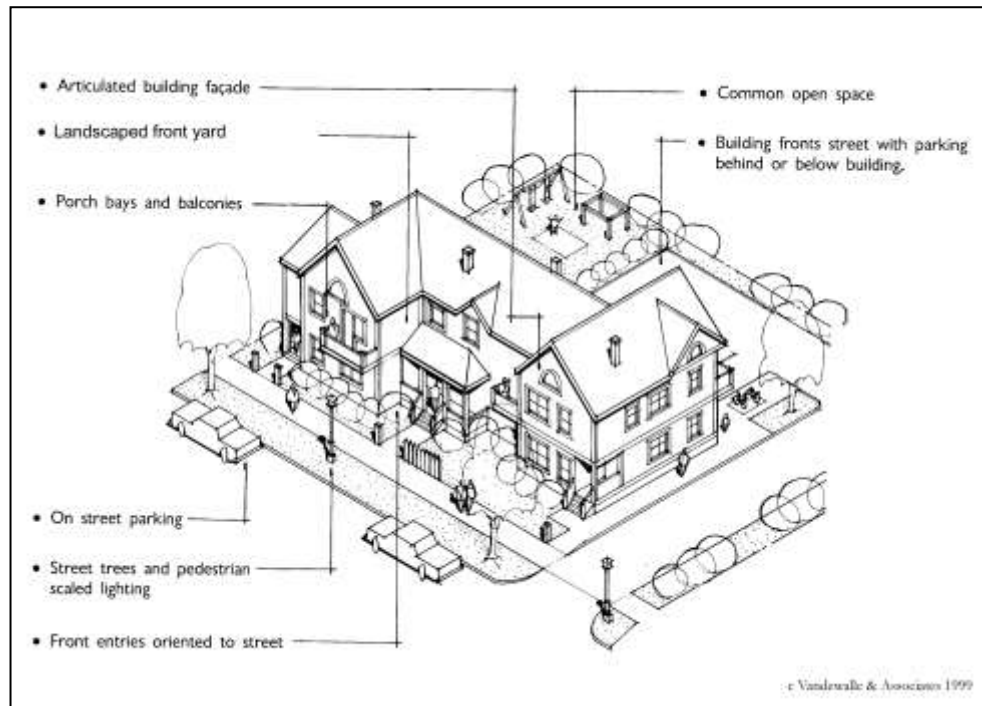 • Articulated building façade
• Landscaped front yard
• Porch bays and balconies
• Common open space
• Building fronts street with parking
behind or below building.
• On street parking
• Street trees and pedestrian
scaled lighting
• Front entries oriented to street
c Vandewalle & Associates 1999